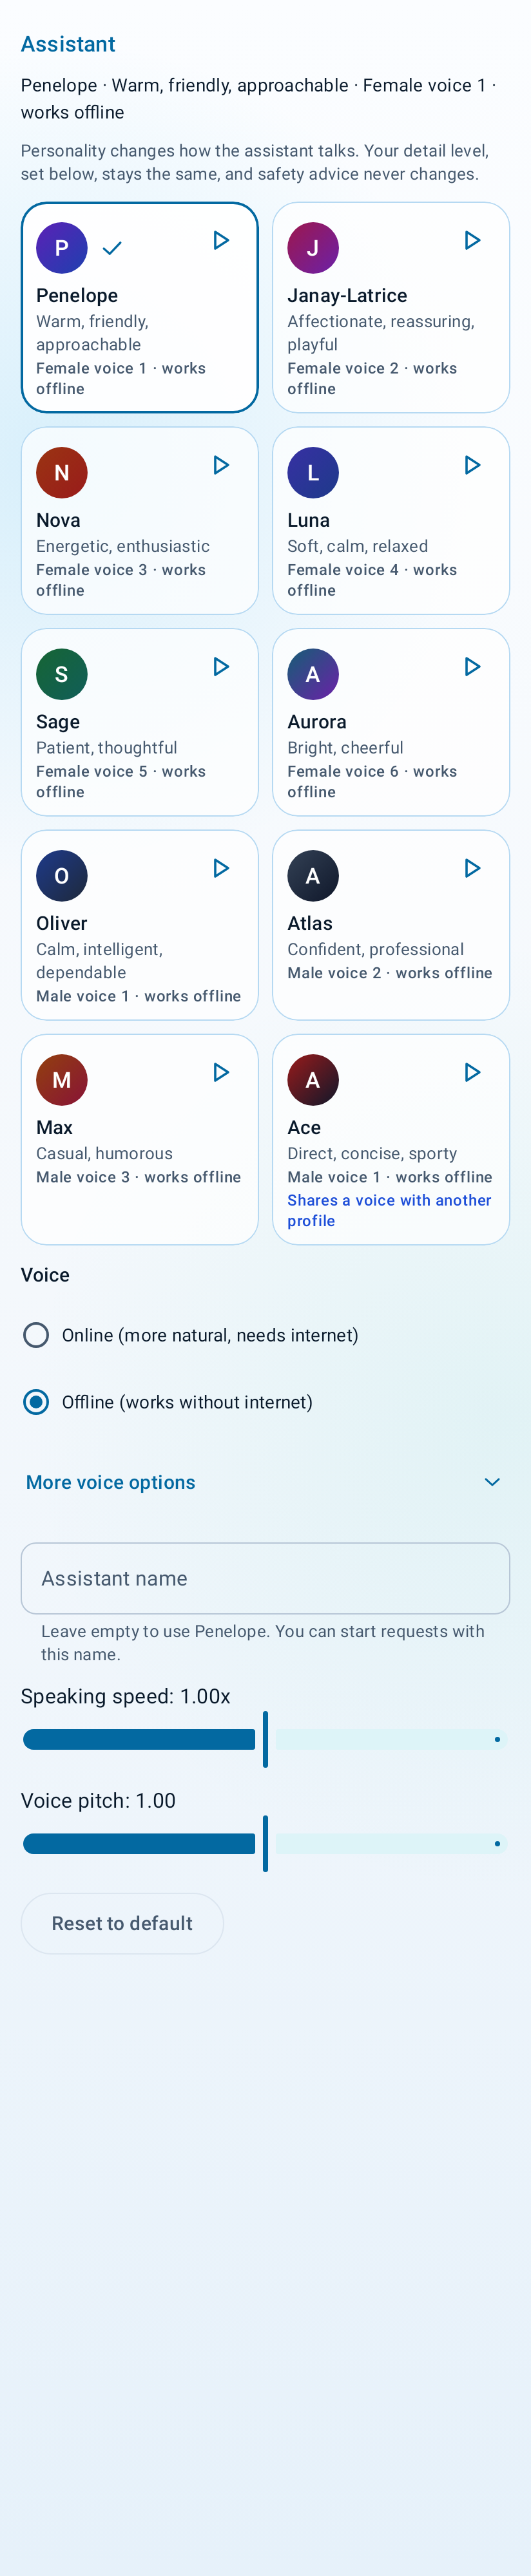 Assistant
Penelope · Warm, friendly, approachable · Female voice 1 ·
works offline
Personality changes how the assistant talks. Your detail level,
set below, stays the same, and safety advice never changes.
P
Penelope
Warm, friendly,
approachable
Female voice 1 · works
offline
J
Janay-Latrice
Affectionate, reassuring,
playful
Female voice 2 · works
offline
N
Nova
Energetic, enthusiastic
Female voice 3 · works
offline
L
Luna
Soft, calm, relaxed
Female voice 4 · works
offline
S
Sage
Patient, thoughtful
Female voice 5 · works
offline
A
Aurora
Bright, cheerful
Female voice 6 · works
offline
O
Oliver
Calm, intelligent,
dependable
Male voice 1 · works offline
A
Atlas
Confident, professional
Male voice 2 · works offline
M
Max
Casual, humorous
Male voice 3 · works offline
A
Ace
Direct, concise, sporty
Male voice 1 · works offline
Shares a voice with another
profile
Voice
Online (more natural, needs internet)
Offline (works without internet)
More voice options
Assistant name
Leave empty to use Penelope. You can start requests with
this name.
Speaking speed: 1.00x
Voice pitch: 1.00
Reset to default